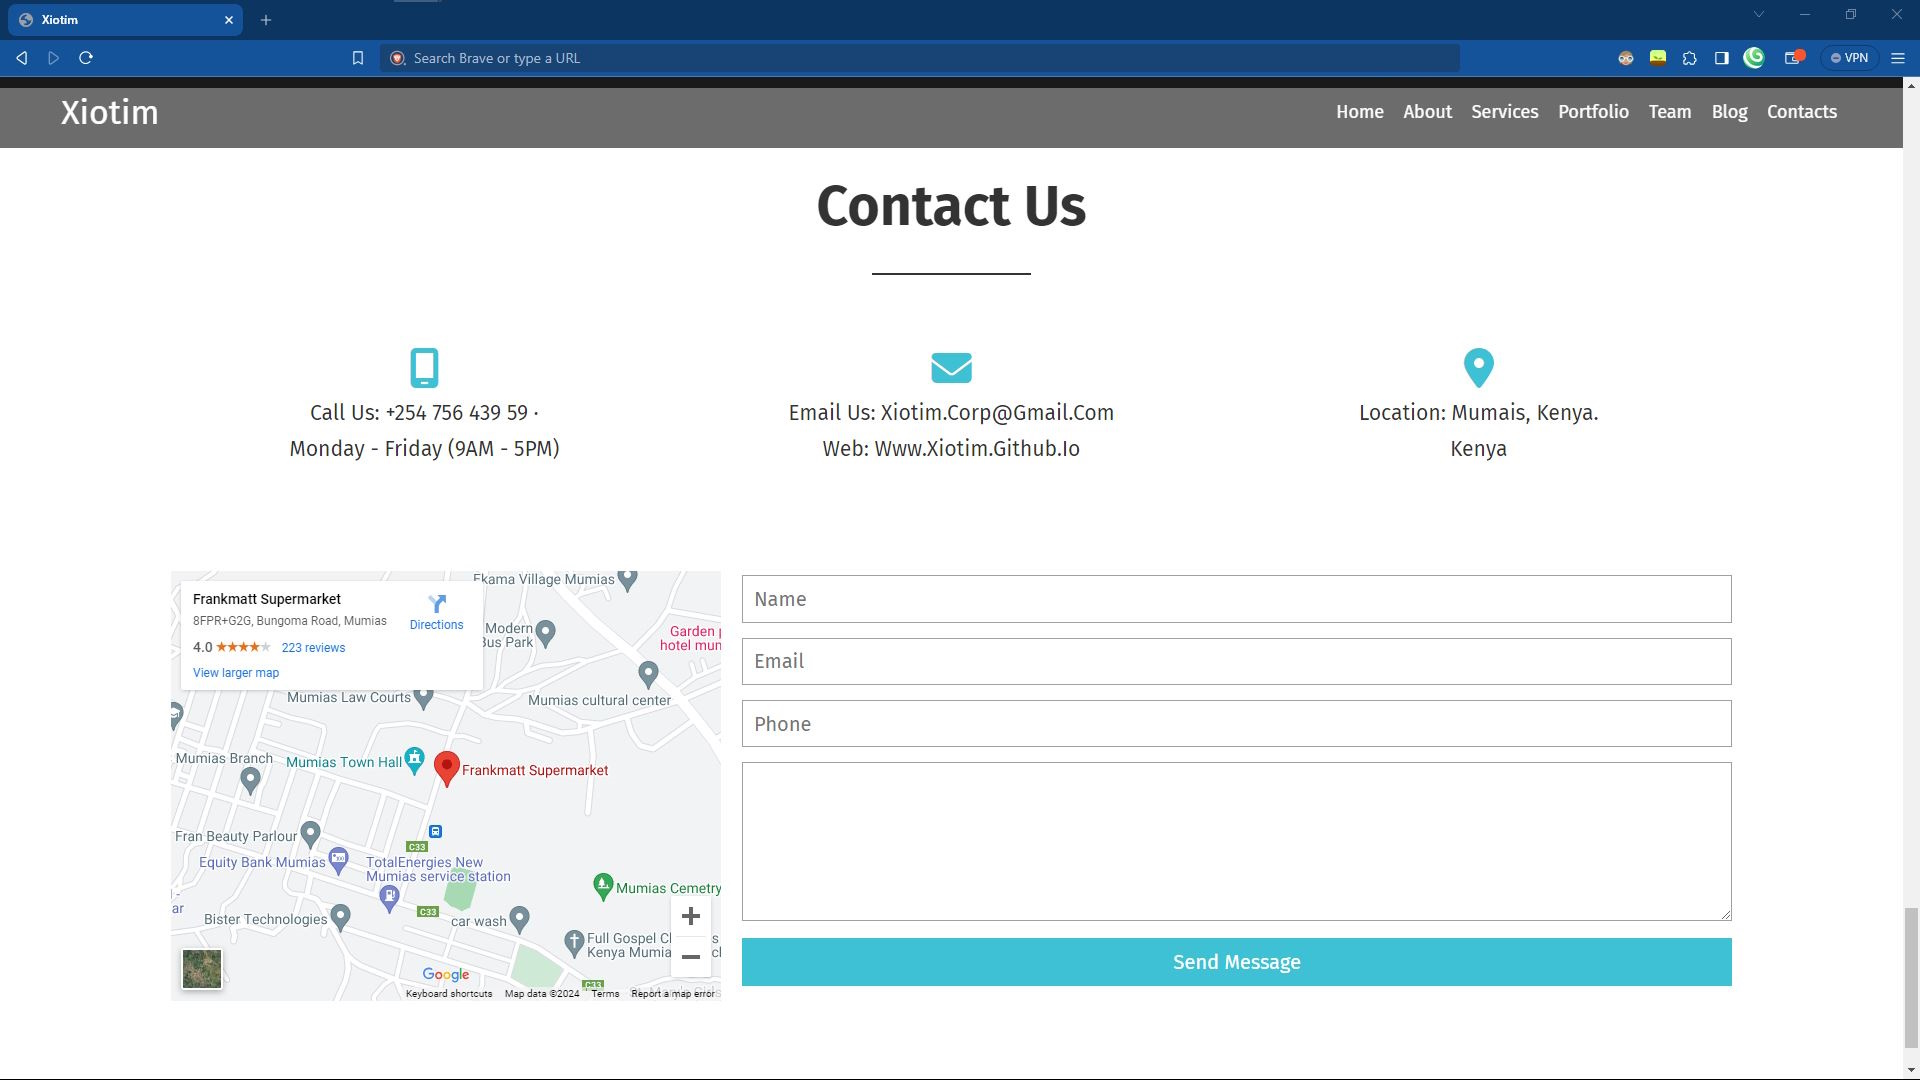 Xiotim
Search Brave or type a URL
VPN
Xiotim
Home About Services Portfolio Team Blog Contacts
Contact Us
Call Us: +254 756 439 59 ·
Monday - Friday (9AM - 5PM)
Email Us: Xiotim.Corp@Gmail.Com
Web: Www.Xiotim.Github.Io
Location: Mumais, Kenya.
Kenya
Frankmatt Supermarket
8FPR+G2G, Bungoma Road, Mumias
4.0 223 reviews
View larger map
Directions
Ekama Village Mumias
Modern
Bus Park
Garden
hotel mun
Mumias Law Courts
Mumias cultural center
Mumias Branch
Mumias Town Hall
Frankmatt Supermarket
Fran Beauty Parlour
C33
Equity Bank Mumias
TotalEnergies New
Mumias service station
Mumias Cemetry
ar
Bister Technologies
C33
car wash
Full Gospel
Kenya Mumia
Google
C33
Keyboard shortcuts Map data ©2024 Terms Report a map error
Name
Email
Phone
Send Message